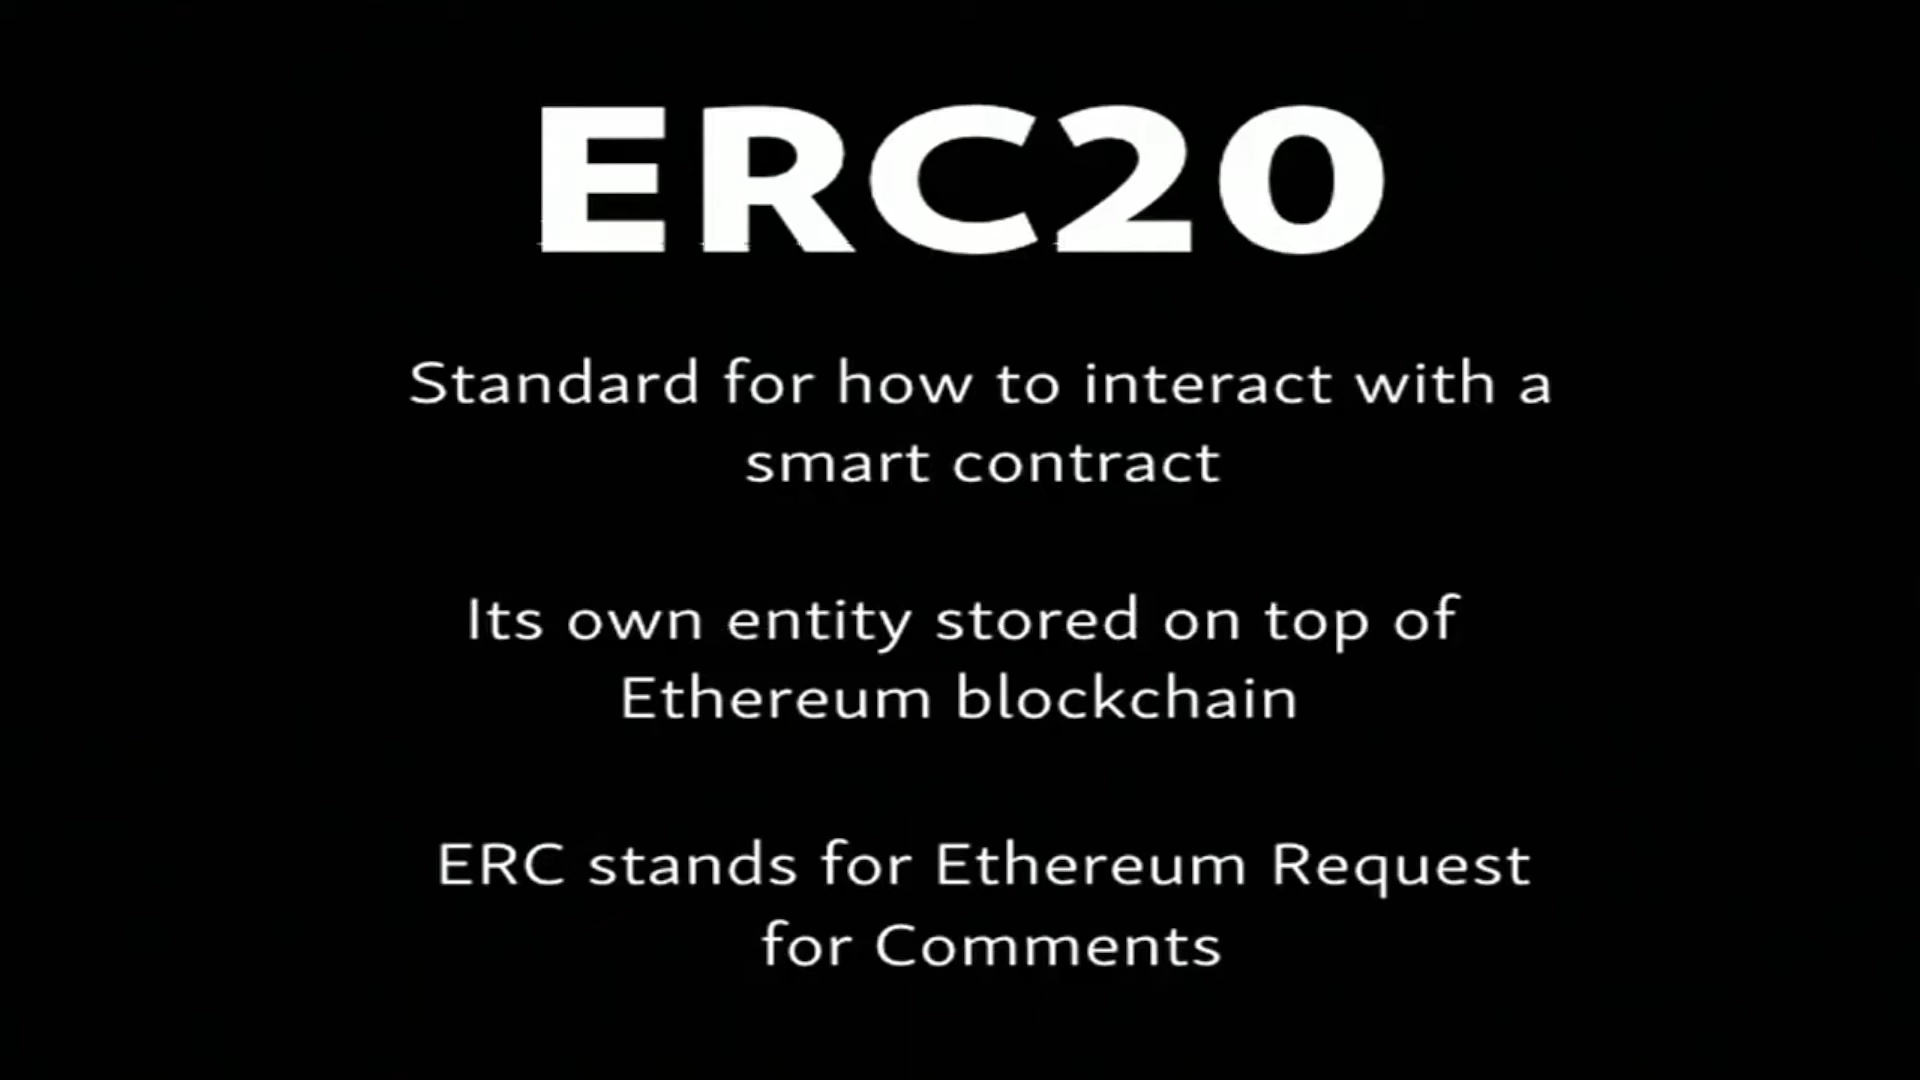 ERC20
Standard for how to interact with a
smart contract
Its own entity stored on top of
Ethereum blockchain
ERC stands for Ethereum Request
for Comments